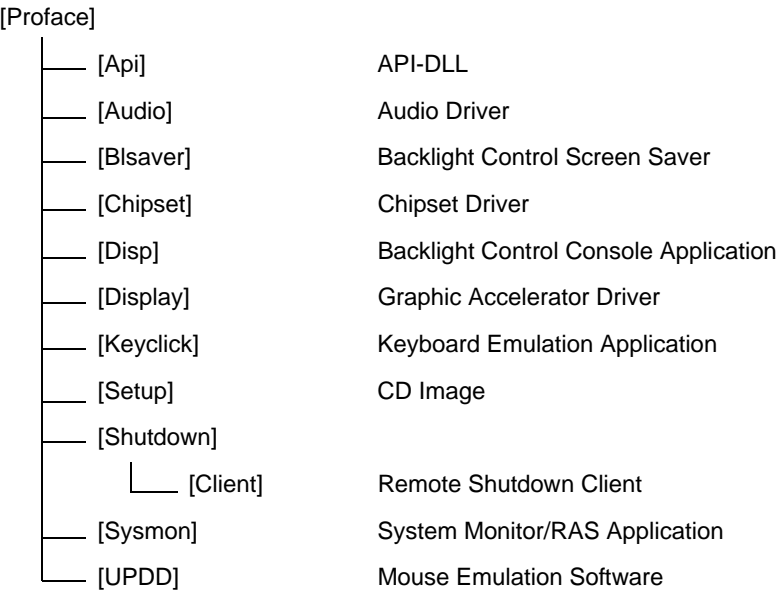 [Proface]
[Api] API-DLL
[Audio] Audio Driver
[Blsaver] Backlight Control Screen Saver
[Chipset] Chipset Driver
[Disp] Backlight Control Console Application
[Display] Graphic Accelerator Driver
[Keyclick] Keyboard Emulation Application
[Setup] CD Image
[Shutdown]
[Client] Remote Shutdown Client
[Sysmon] System Monitor/RAS Application
[UPDD] Mouse Emulation Software